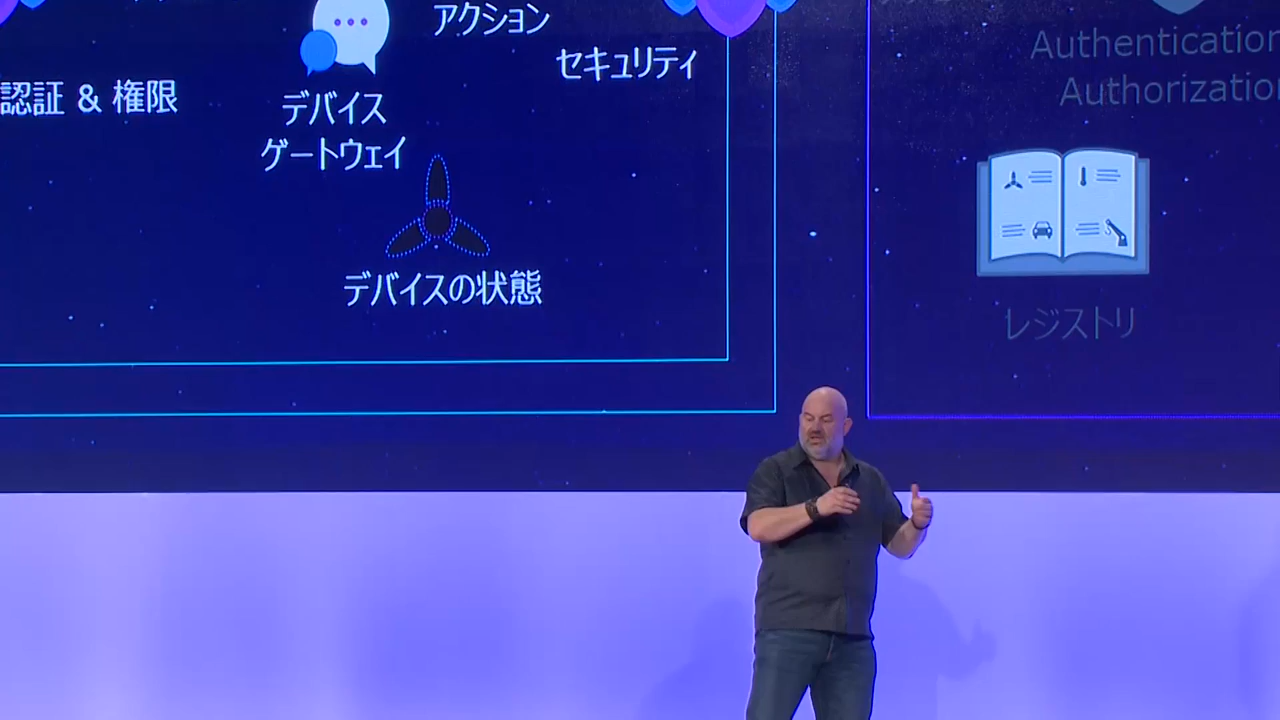 アクション
セキュリティ
認証 & 権限
デバイス
ゲートウェイ
デバイスの状態
Authentication
Authorization
レジストリ